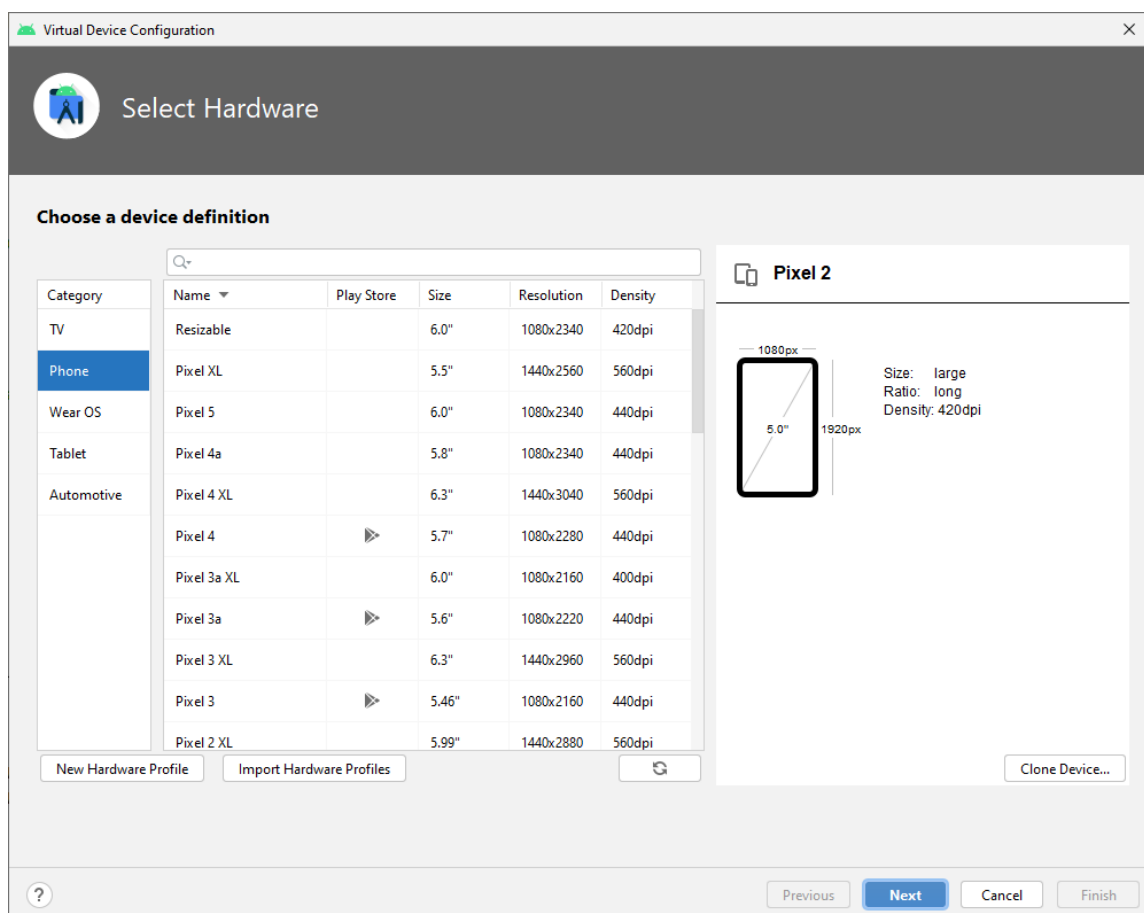 Virtual Device Configuration
Select Hardware
Choose a device definition
Category
TV
Phone
Wear OS
Tablet
Automotive
Name Play Store Size Resolution Density
Resizable 6.0" 1080x2340 420dpi
Pixel XL 5.5" 1440x2560 560dpi
Pixel 5 6.0" 1080x2340 440dpi
Pixel 4a 5.8" 1080x2340 440dpi
Pixel 4 XL 6.3" 1440x3040 560dpi
Pixel 4 5.7" 1080x2280 440dpi
Pixel 3a XL 6.0" 1080x2160 400dpi
Pixel 3a 5.6" 1080x2220 440dpi
Pixel 3 XL 6.3" 1440x2960 560dpi
Pixel 3 5.46" 1080x2160 440dpi
Pixel 2 XL 5.99" 1440x2880 560dpi
New Hardware Profile Import Hardware Profiles
Pixel 2
1080px
5.0" 1920px
Size: large
Ratio: long
Density: 420dpi
Clone Device...
? Previous Next Cancel Finish